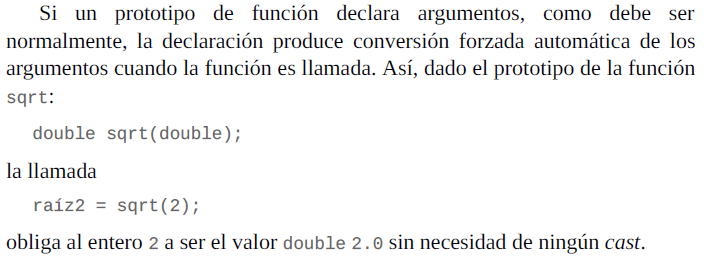 Si un prototipo de función declara argumentos, como debe ser
normalmente, la declaración produce conversión forzada automática de los
argumentos cuando la función es llamada. Así, dado el prototipo de la función
sqrt:
double sqrt(double);
la llamada
raíz2 = sqrt(2);
obliga al entero 2 a ser el valor double 2.0 sin necesidad de ningún cast.